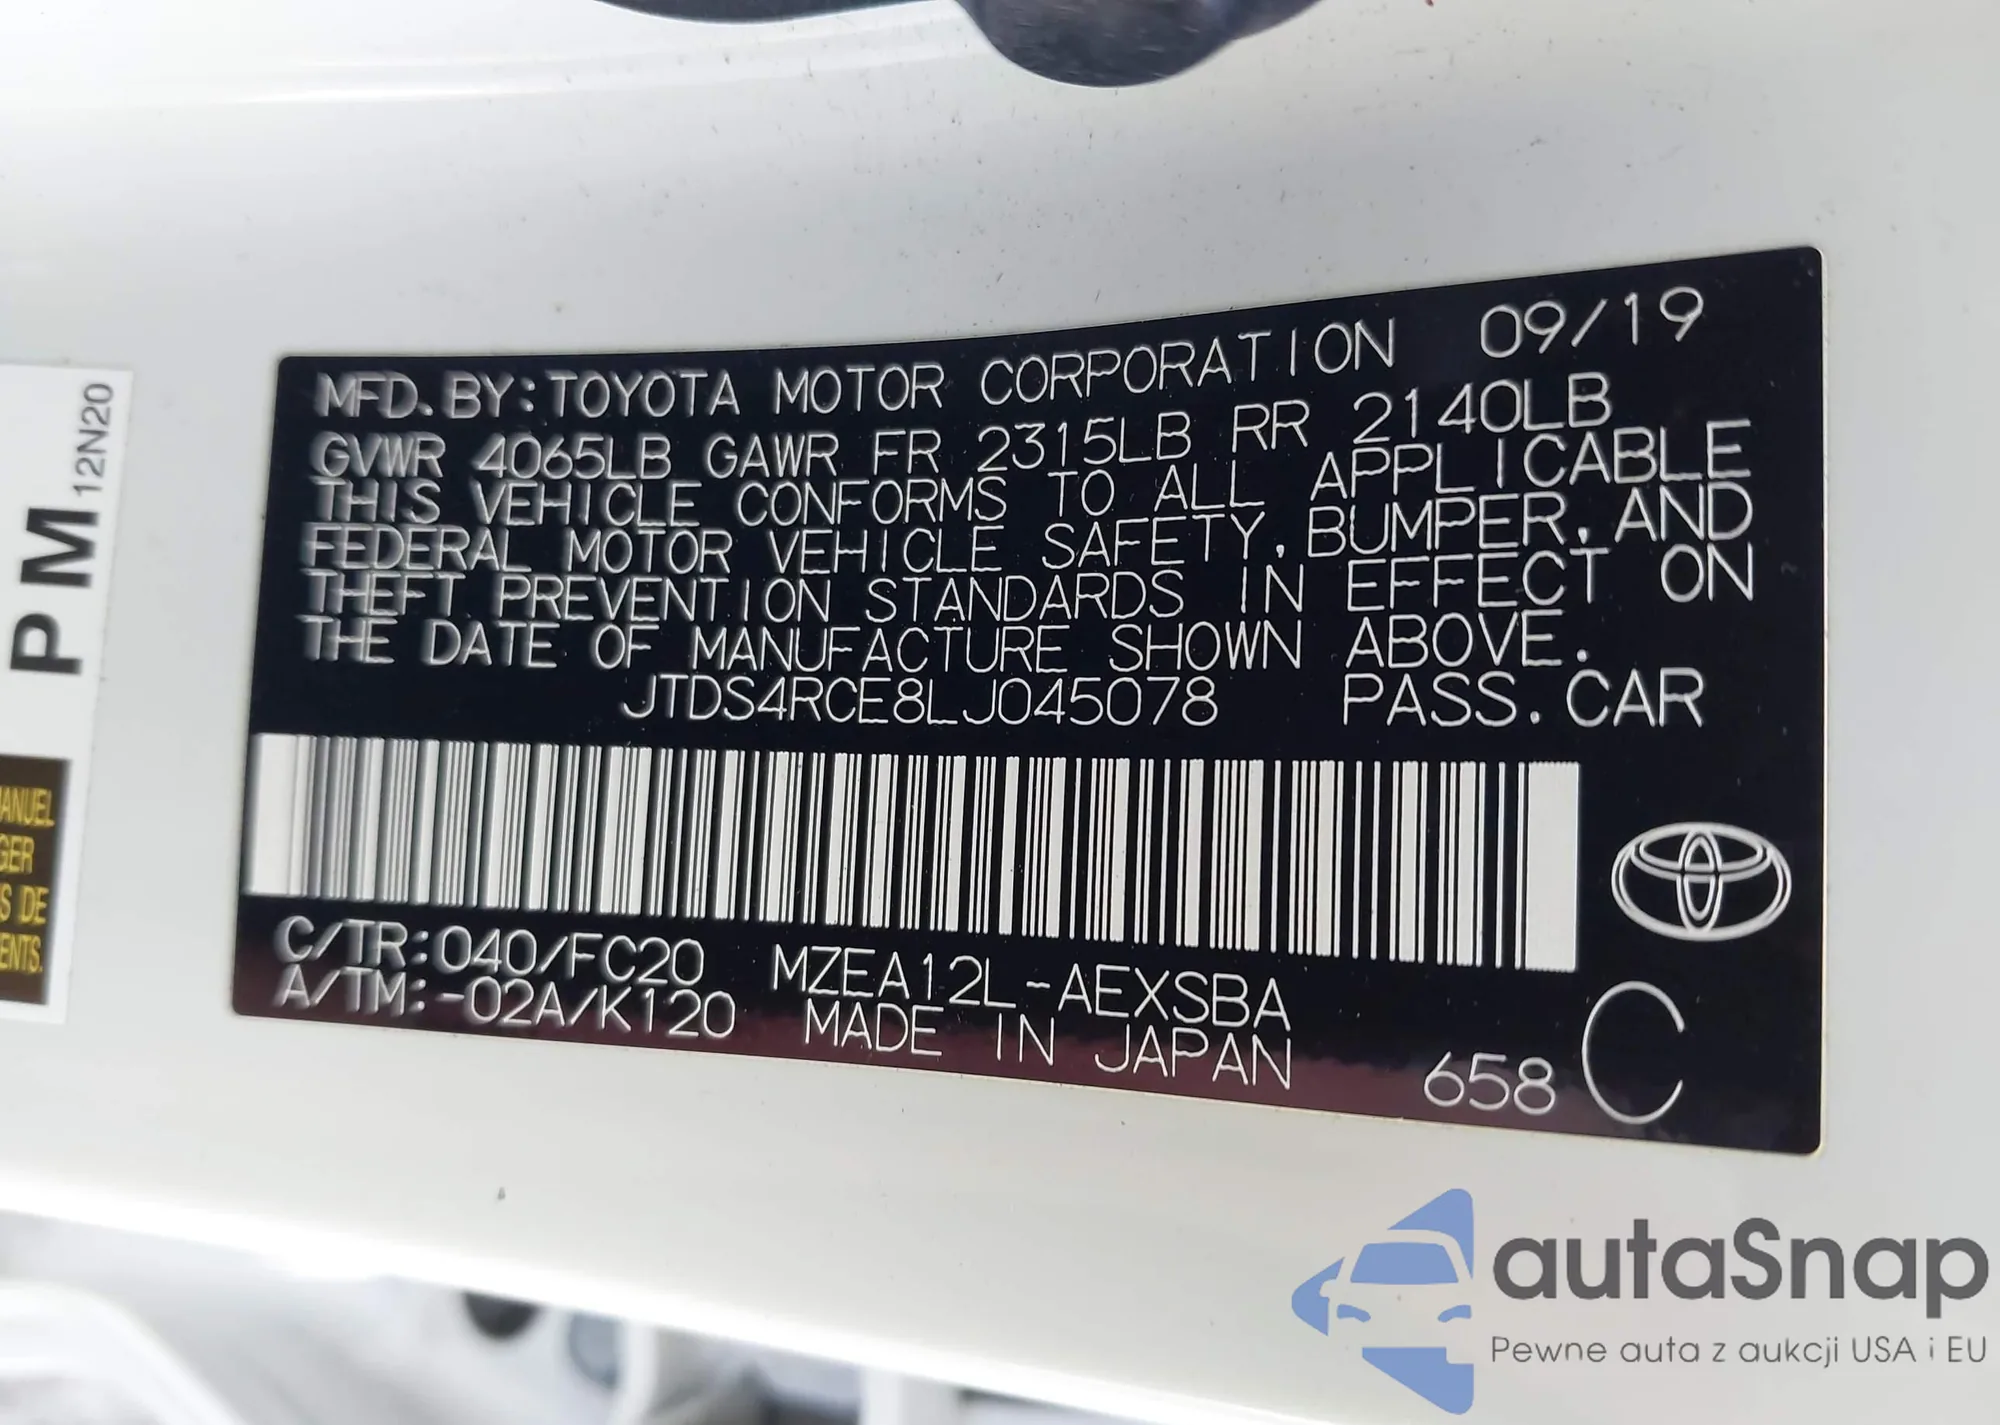 MFD. BY: TOYOTA MOTOR CORPORATION 09/19
GVWR 4065LB GAWR FR 2315LB RR 2140LB
THIS VEHICLE CONFORMS TO ALL APPLICABLE
FEDERAL MOTOR VEHICLE SAFETY, BUMPER, AND
THEFT PREVENTION STANDARDS IN EFFECT ON
THE DATE OF MANUFACTURE SHOWN ABOVE.
JTDS4RCE8LJ045078 PASS. CAR
C/TR: 040/FC20 MZEA12L-AEXSBA
A/TM: -02A/K120 MADE IN JAPAN
658 C
PM 12N20
DE
autaSnap
Pewne auta z aukcji USA i EU